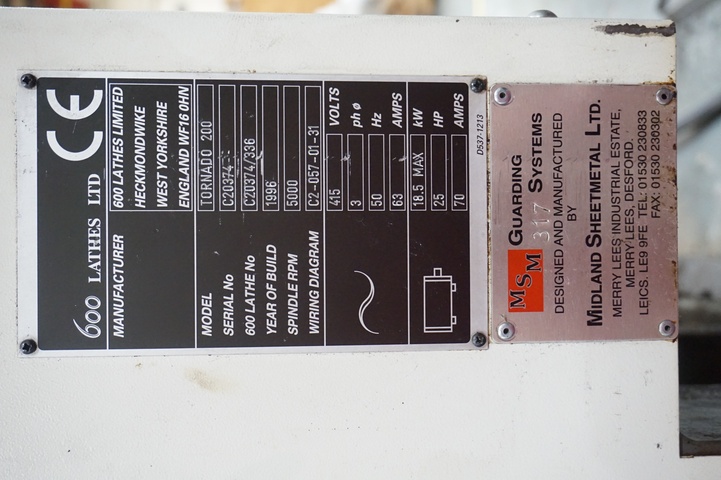 600 LATHES LTD
CE
MANUFACTURER
600 LATHES LIMITED
HECKMONDWIKE
WEST YORKSHIRE
ENGLAND WF16 0HN
MODEL TORNADO 200
SERIAL No
600 LATHE No C20374/336
YEAR OF BUILD 1996
SPINDLE RPM 5000
WIRING DIAGRAM C2-057-01-31
415 VOLTS
3 ph ø
50 Hz
63 AMPS
18.5 MAX kW
25 HP
70 AMPS
D537-1213
MSM GUARDING
317 SYSTEMS
DESIGNED AND MANUFACTURED
BY
MIDLAND SHEETMETAL LTD.
MERRY LEES INDUSTRIAL ESTATE,
MERRY LEES, DESFORD.
LEICS. LE9 9FE TEL: 01530 230833
FAX: 01530 230302